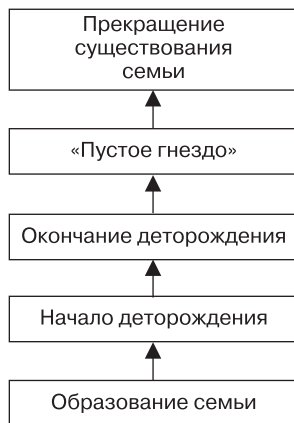 Прекращение
существования
семьи
«Пустое гнездо»
Окончание деторождения
Начало деторождения
Образование семьи